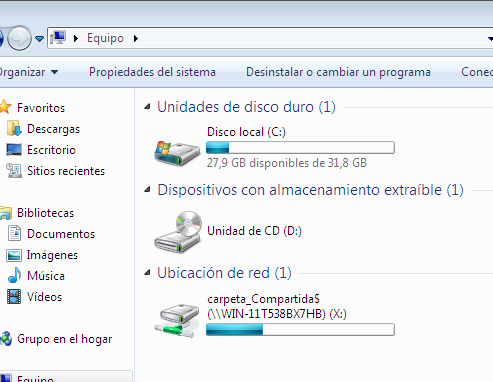 Equipo
Organizar
Propiedades del sistema
Desinstalar o cambiar un programa
Favoritos
Descargas
Escritorio
Sitios recientes
Bibliotecas
Documentos
Imágenes
Música
Vídeos
Grupo en el hogar
Equipo
Unidades de disco duro (1)
Disco local (C:)
27,9 GB disponibles de 31,8 GB
Dispositivos con almacenamiento extraíble (1)
Unidad de CD (D:)
Ubicación de red (1)
carpeta_Compartida$
(\\WIN-11T538BX7HB) (X:)